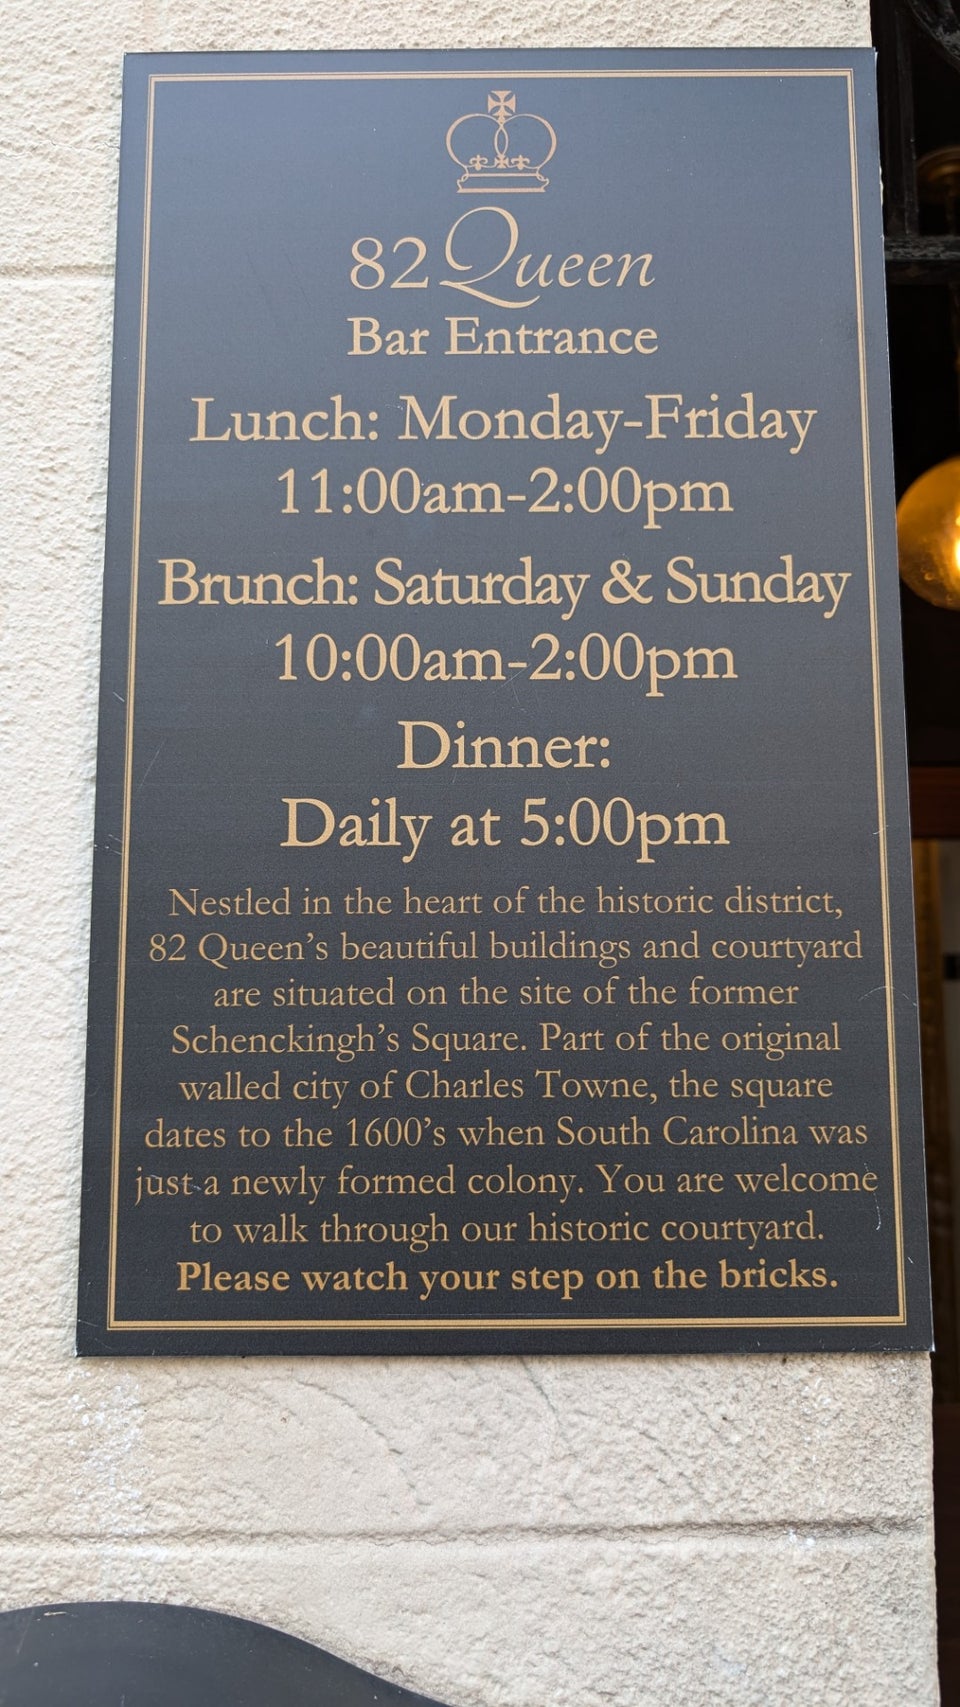 82 Queen
Bar Entrance
Lunch: Monday-Friday
11:00am-2:00pm
Brunch: Saturday & Sunday
10:00am-2:00pm
Dinner:
Daily at 5:00pm
Nestled in the heart of the historic district,
82 Queen's beautiful buildings and courtyard
are situated on the site of the former
Schenckingh's Square. Part of the original
walled city of Charles Towne, the square
dates to the 1600's when South Carolina was
just a newly formed colony. You are welcome
to walk through our historic courtyard.
Please watch your step on the bricks.